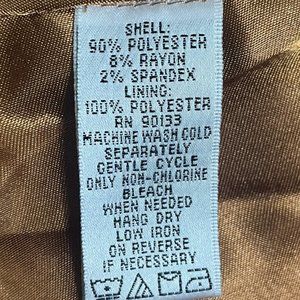 SHELL:
90% POLYESTER
8% RAYON
2% SPANDEX
LINING:
100% POLYESTER
RN 90133
MACHINE WASH COLD
SEPARATELY
GENTLE CYCLE
ONLY NON-CHLORINE
BLEACH
WHEN NEEDED
HANG DRY
LOW IRON
ON REVERSE
IF NECESSARY